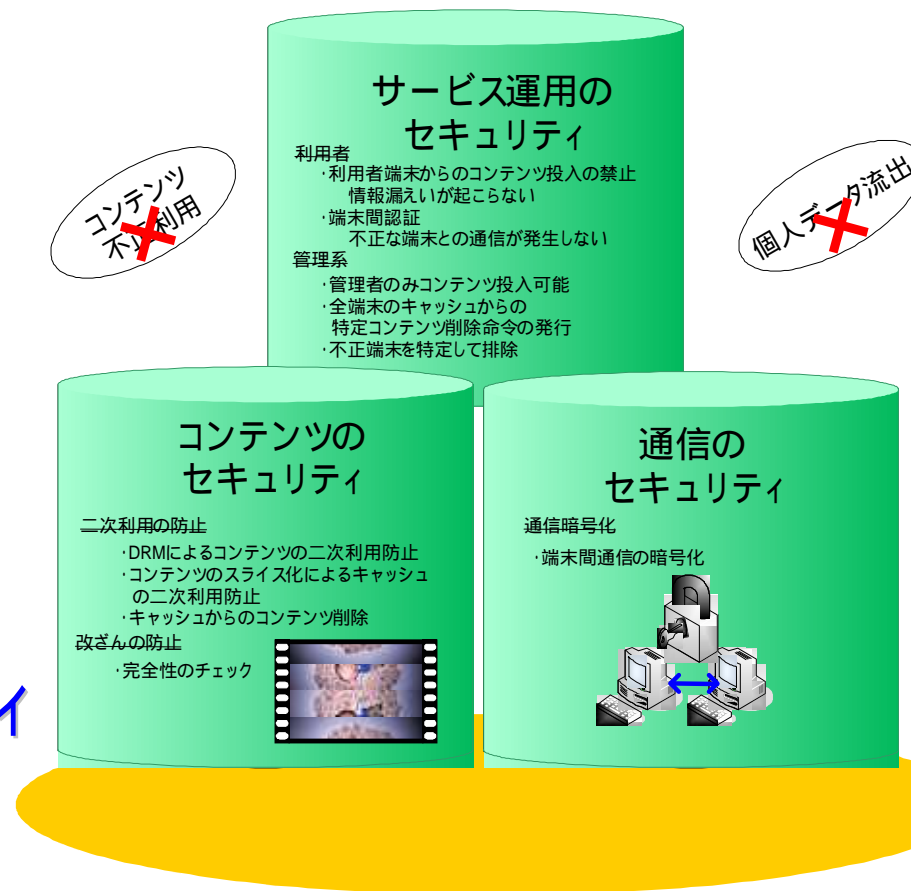 サービス運用の
セキュリティ
利用者
・利用者端末からのコンテンツ投入の禁止
情報漏えいが起こらない
・端末間認証
不正な端末との通信が発生しない
管理系
・管理者のみコンテンツ投入可能
・全端末のキャッシュからの
特定コンテンツ削除命令の発行
・不正端末を特定して排除
コンテンツ
不正利用
個人データ流出
コンテンツの
セキュリティ
二次利用の防止
・DRMによるコンテンツの二次利用防止
・コンテンツのスライス化によるキャッシュ
の二次利用防止
・キャッシュからのコンテンツ削除
改ざんの防止
・完全性のチェック
通信の
セキュリティ
通信暗号化
・端末間通信の暗号化
ィ